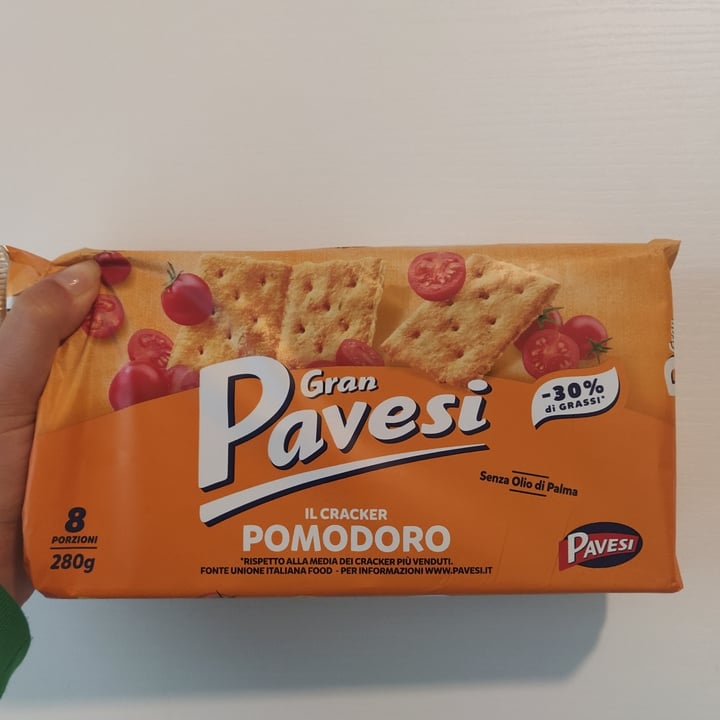 Gran
Pavesi
-30%
di GRASSI*
Senza Olio di Palma
IL CRACKER
POMODORO
8
PORZIONI
280g
*RISPETTO ALLA MEDIA DEI CRACKER PIÙ VENDUTI.
FONTE UNIONE ITALIANA FOOD - PER INFORMAZIONI WWW.PAVESI.IT
PAVESI